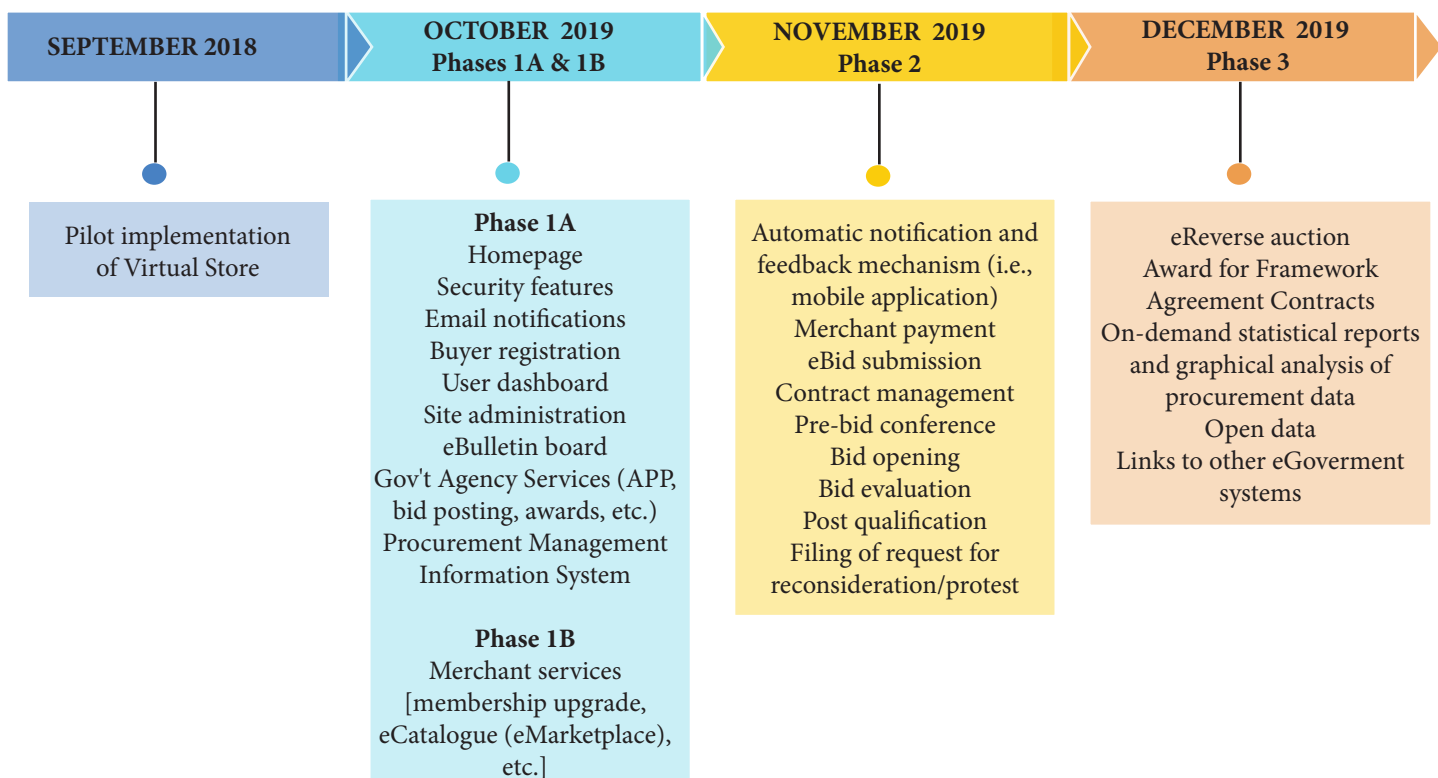 SEPTEMBER 2018
OCTOBER 2019
Phases 1A & 1B
NOVEMBER 2019
Phase 2
DECEMBER 2019
Phase 3
Pilot implementation
of Virtual Store
Phase 1A
Homepage
Security features
Email notifications
Buyer registration
User dashboard
Site administration
eBulletin board
Gov't Agency Services (APP,
bid posting, awards, etc.)
Procurement Management
Information System
Phase 1B
Merchant services
[membership upgrade,
eCatalogue (eMarketplace),
etc.]
Automatic notification and
feedback mechanism (i.e.,
mobile application)
Merchant payment
eBid submission
Contract management
Pre-bid conference
Bid opening
Bid evaluation
Post qualification
Filing of request for
reconsideration/protest
eReverse auction
Award for Framework
Agreement Contracts
On-demand statistical reports
and graphical analysis of
procurement data
Open data
Links to other eGoverment
systems